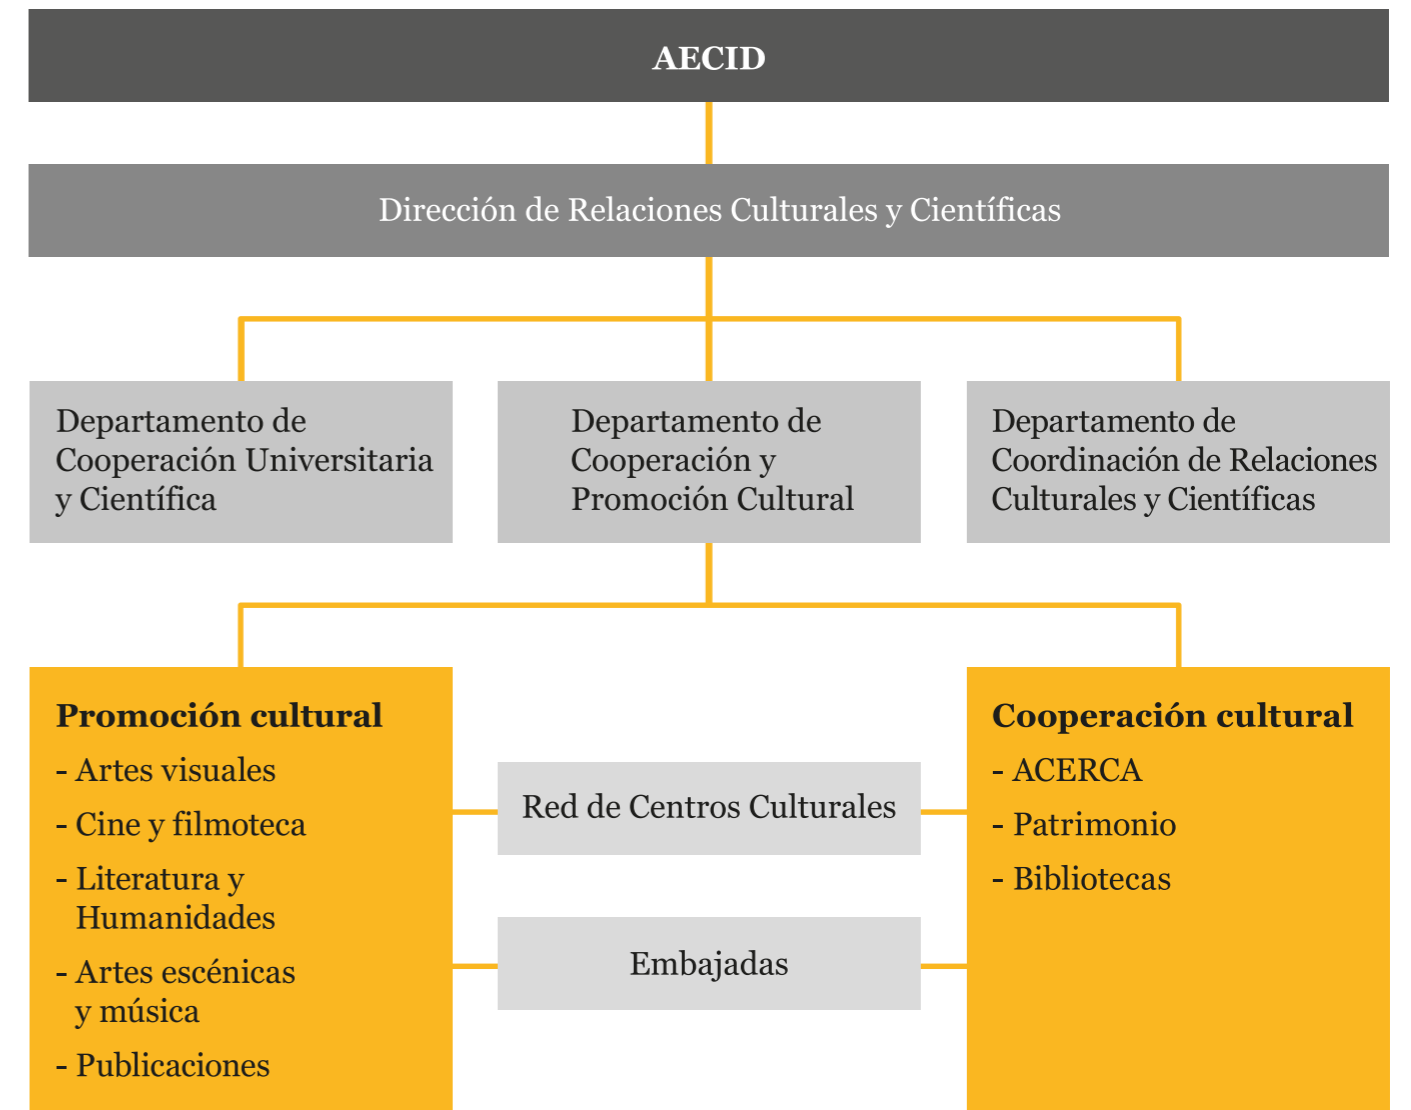 AECID
Dirección de Relaciones Culturales y Científicas
Departamento de
Cooperación Universitaria
y Científica
Departamento de
Cooperación y
Promoción Cultural
Departamento de
Coordinación de Relaciones
Culturales y Científicas
Promoción cultural
- Artes visuales
- Cine y filmoteca
- Literatura y
Humanidades
- Artes escénicas
y música
- Publicaciones
Red de Centros Culturales
Embajadas
Cooperación cultural
- ACERCA
- Patrimonio
- Bibliotecas